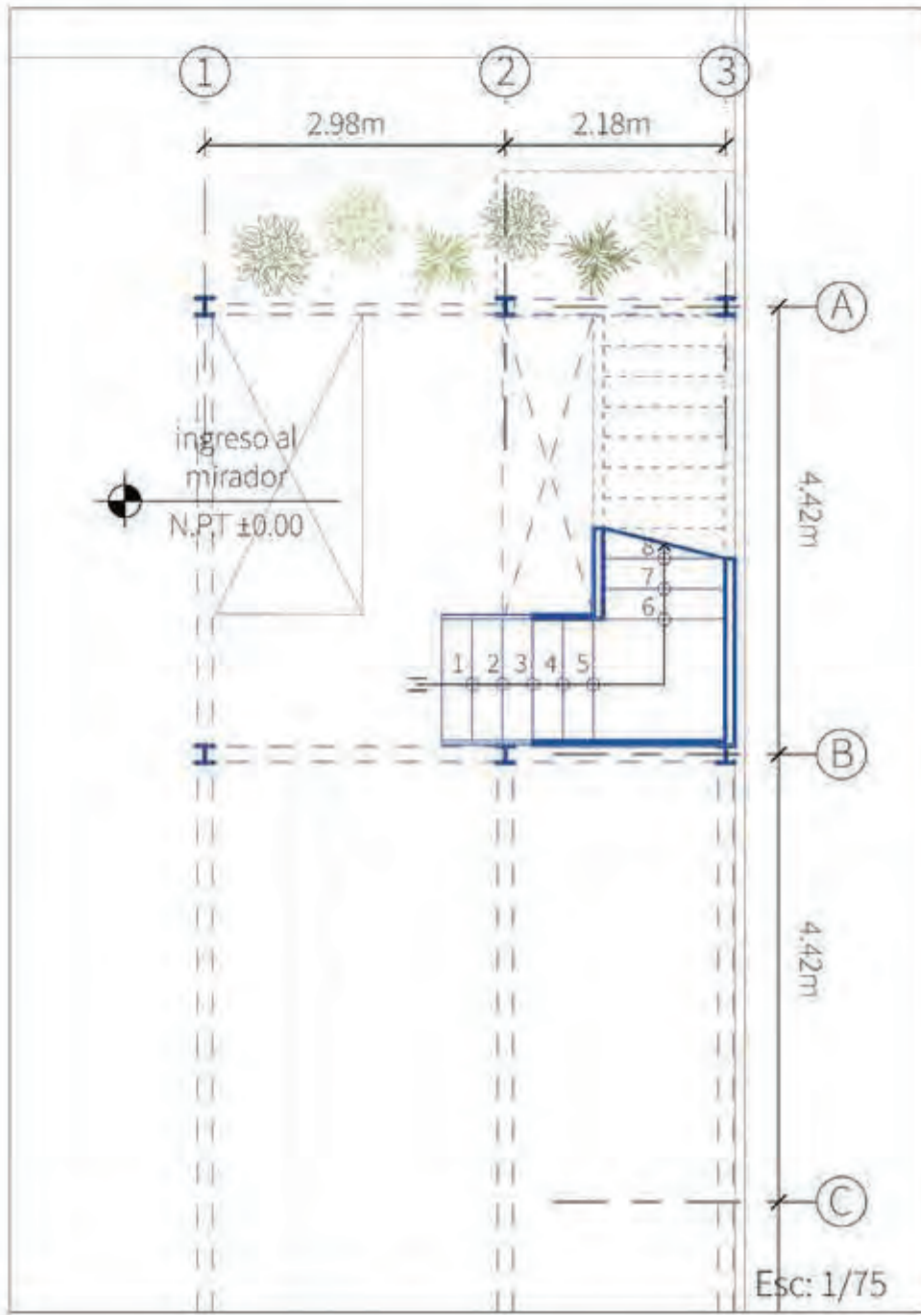 1 2 3
2.98m 2.18m
A
ingreso al
mirador
N.P.T ±0.00
4.42m
8
7
6
1 2 3 4 5
B
4.42m
C
Esc: 1/75